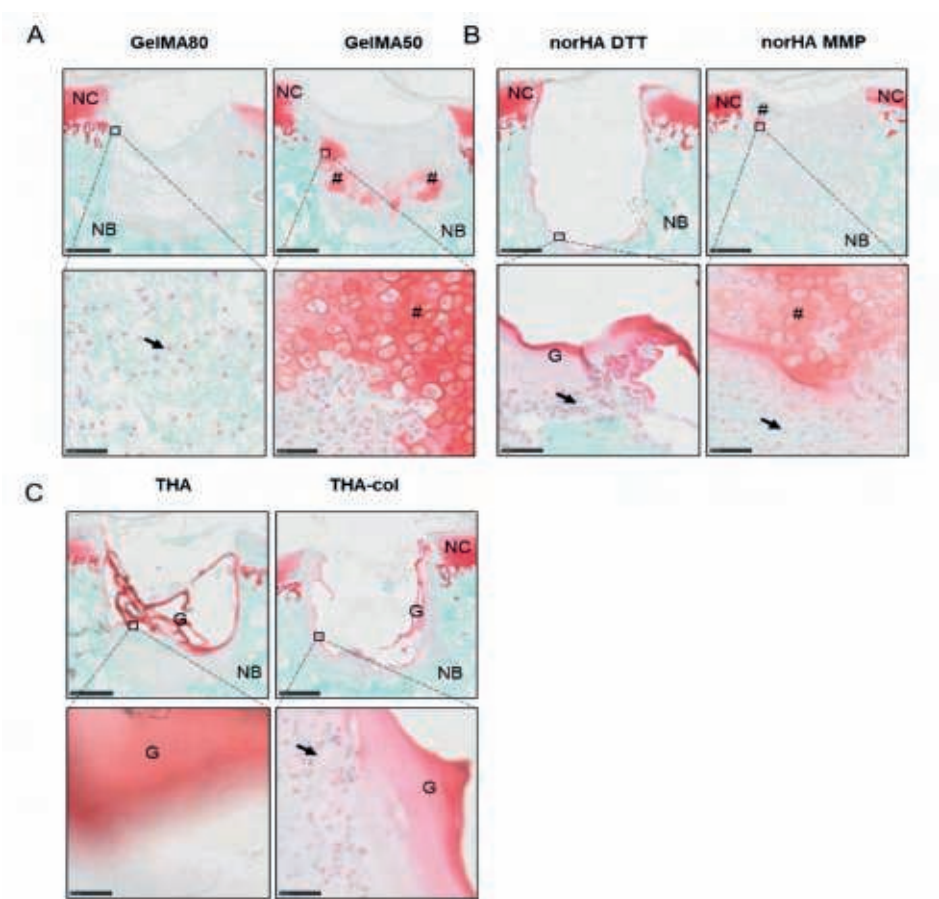 A GelMA80 GelMA50 B norHA DTT norHA MMP
NC NC NC NC # NC
# #
NB NB NB NB
# G #
C THA THA-col
NC
G G
NB NB
G G